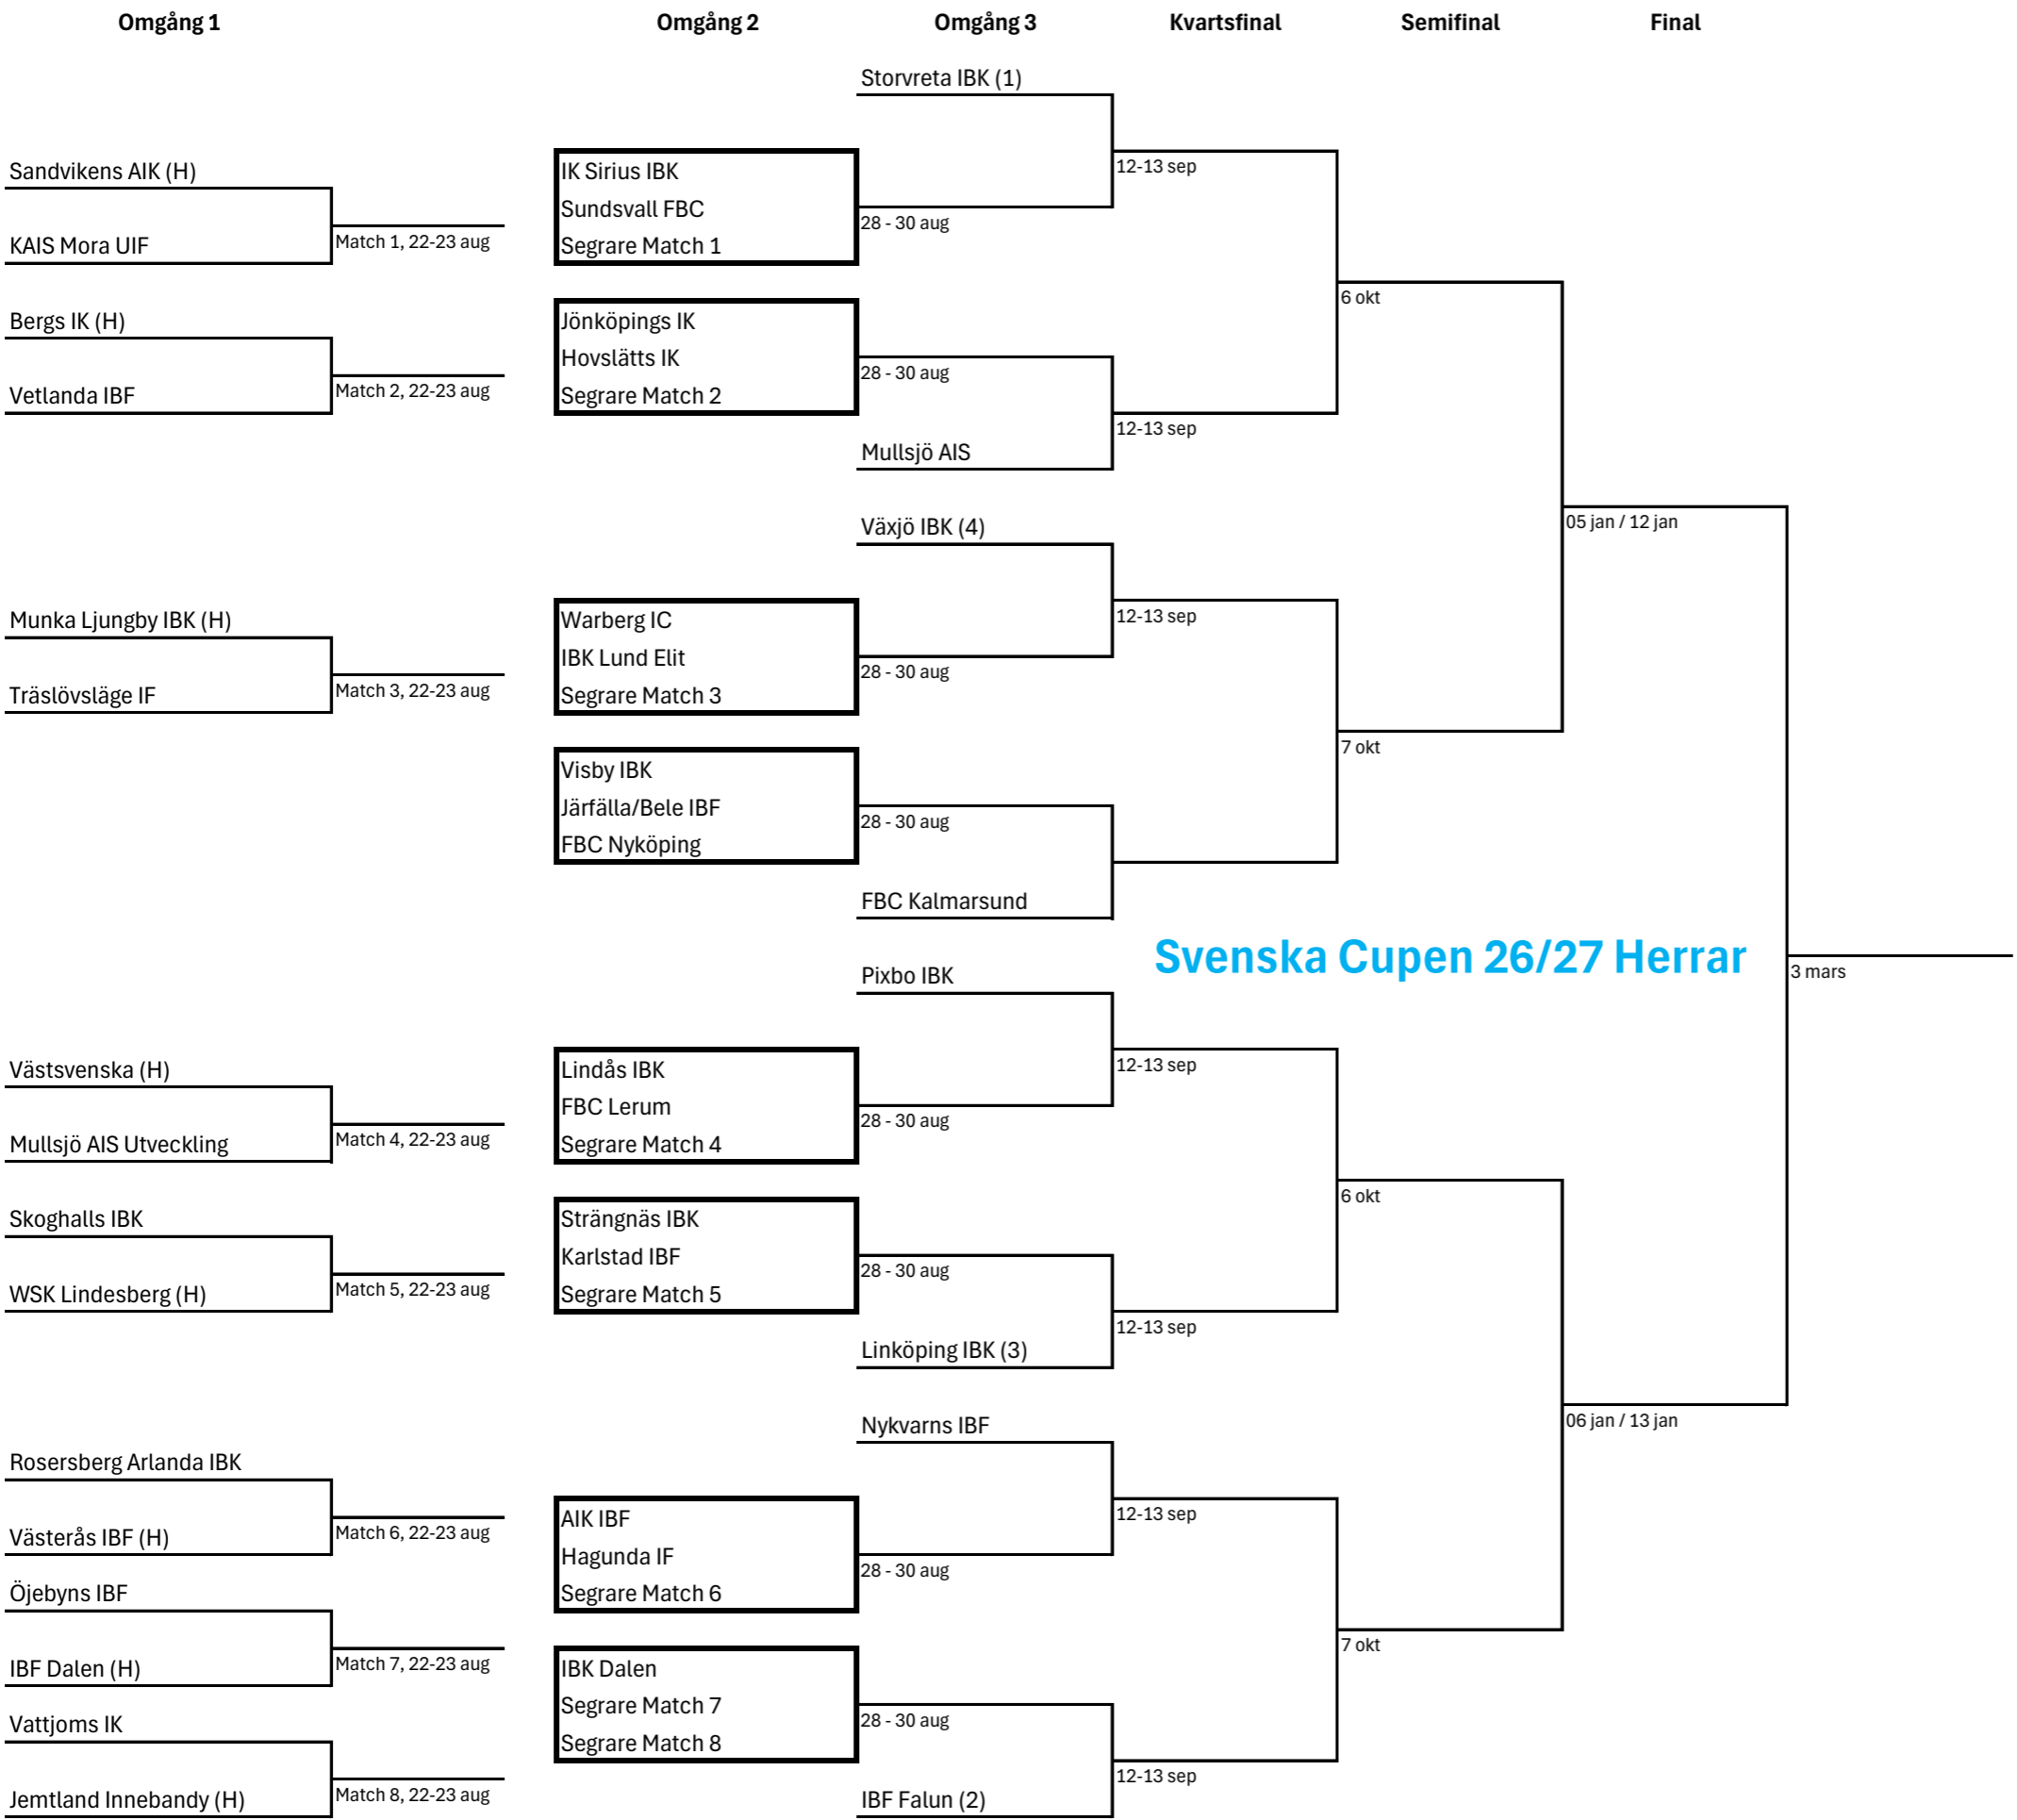 Omgång 1
Omgång 2
Omgång 3
Kvartsfinal
Semifinal
Final
Storvreta IBK (1)
Sandvikens AIK (H)
KAIS Mora UIF
Match 1, 22-23 aug
IK Sirius IBK
Sundsvall FBC
Segrare Match 1
28 - 30 aug
12-13 sep
Bergs IK (H)
Vetlanda IBF
Match 2, 22-23 aug
Jönköpings IK
Hovslätts IK
Segrare Match 2
28 - 30 aug
Mullsjö AIS
12-13 sep
6 okt
Växjö IBK (4)
Munka Ljungby IBK (H)
Träslövsläge IF
Match 3, 22-23 aug
Warberg IC
IBK Lund Elit
Segrare Match 3
28 - 30 aug
12-13 sep
Visby IBK
Järfälla/Bele IBF
FBC Nyköping
28 - 30 aug
FBC Kalmarsund
7 okt
05 jan / 12 jan
Svenska Cupen 26/27 Herrar
3 mars
Pixbo IBK
Västsvenska (H)
Mullsjö AIS Utveckling
Match 4, 22-23 aug
Lindås IBK
FBC Lerum
Segrare Match 4
28 - 30 aug
12-13 sep
Skoghalls IBK
WSK Lindesberg (H)
Match 5, 22-23 aug
Strängnäs IBK
Karlstad IBF
Segrare Match 5
28 - 30 aug
Linköping IBK (3)
12-13 sep
6 okt
Nykvarns IBF
Rosersberg Arlanda IBK
Västerås IBF (H)
Match 6, 22-23 aug
AIK IBF
Hagunda IF
Segrare Match 6
28 - 30 aug
12-13 sep
Öjebyns IBF
IBF Dalen (H)
Match 7, 22-23 aug
Vattjoms IK
Jemtland Innebandy (H)
Match 8, 22-23 aug
IBK Dalen
Segrare Match 7
Segrare Match 8
28 - 30 aug
IBF Falun (2)
12-13 sep
7 okt
06 jan / 13 jan